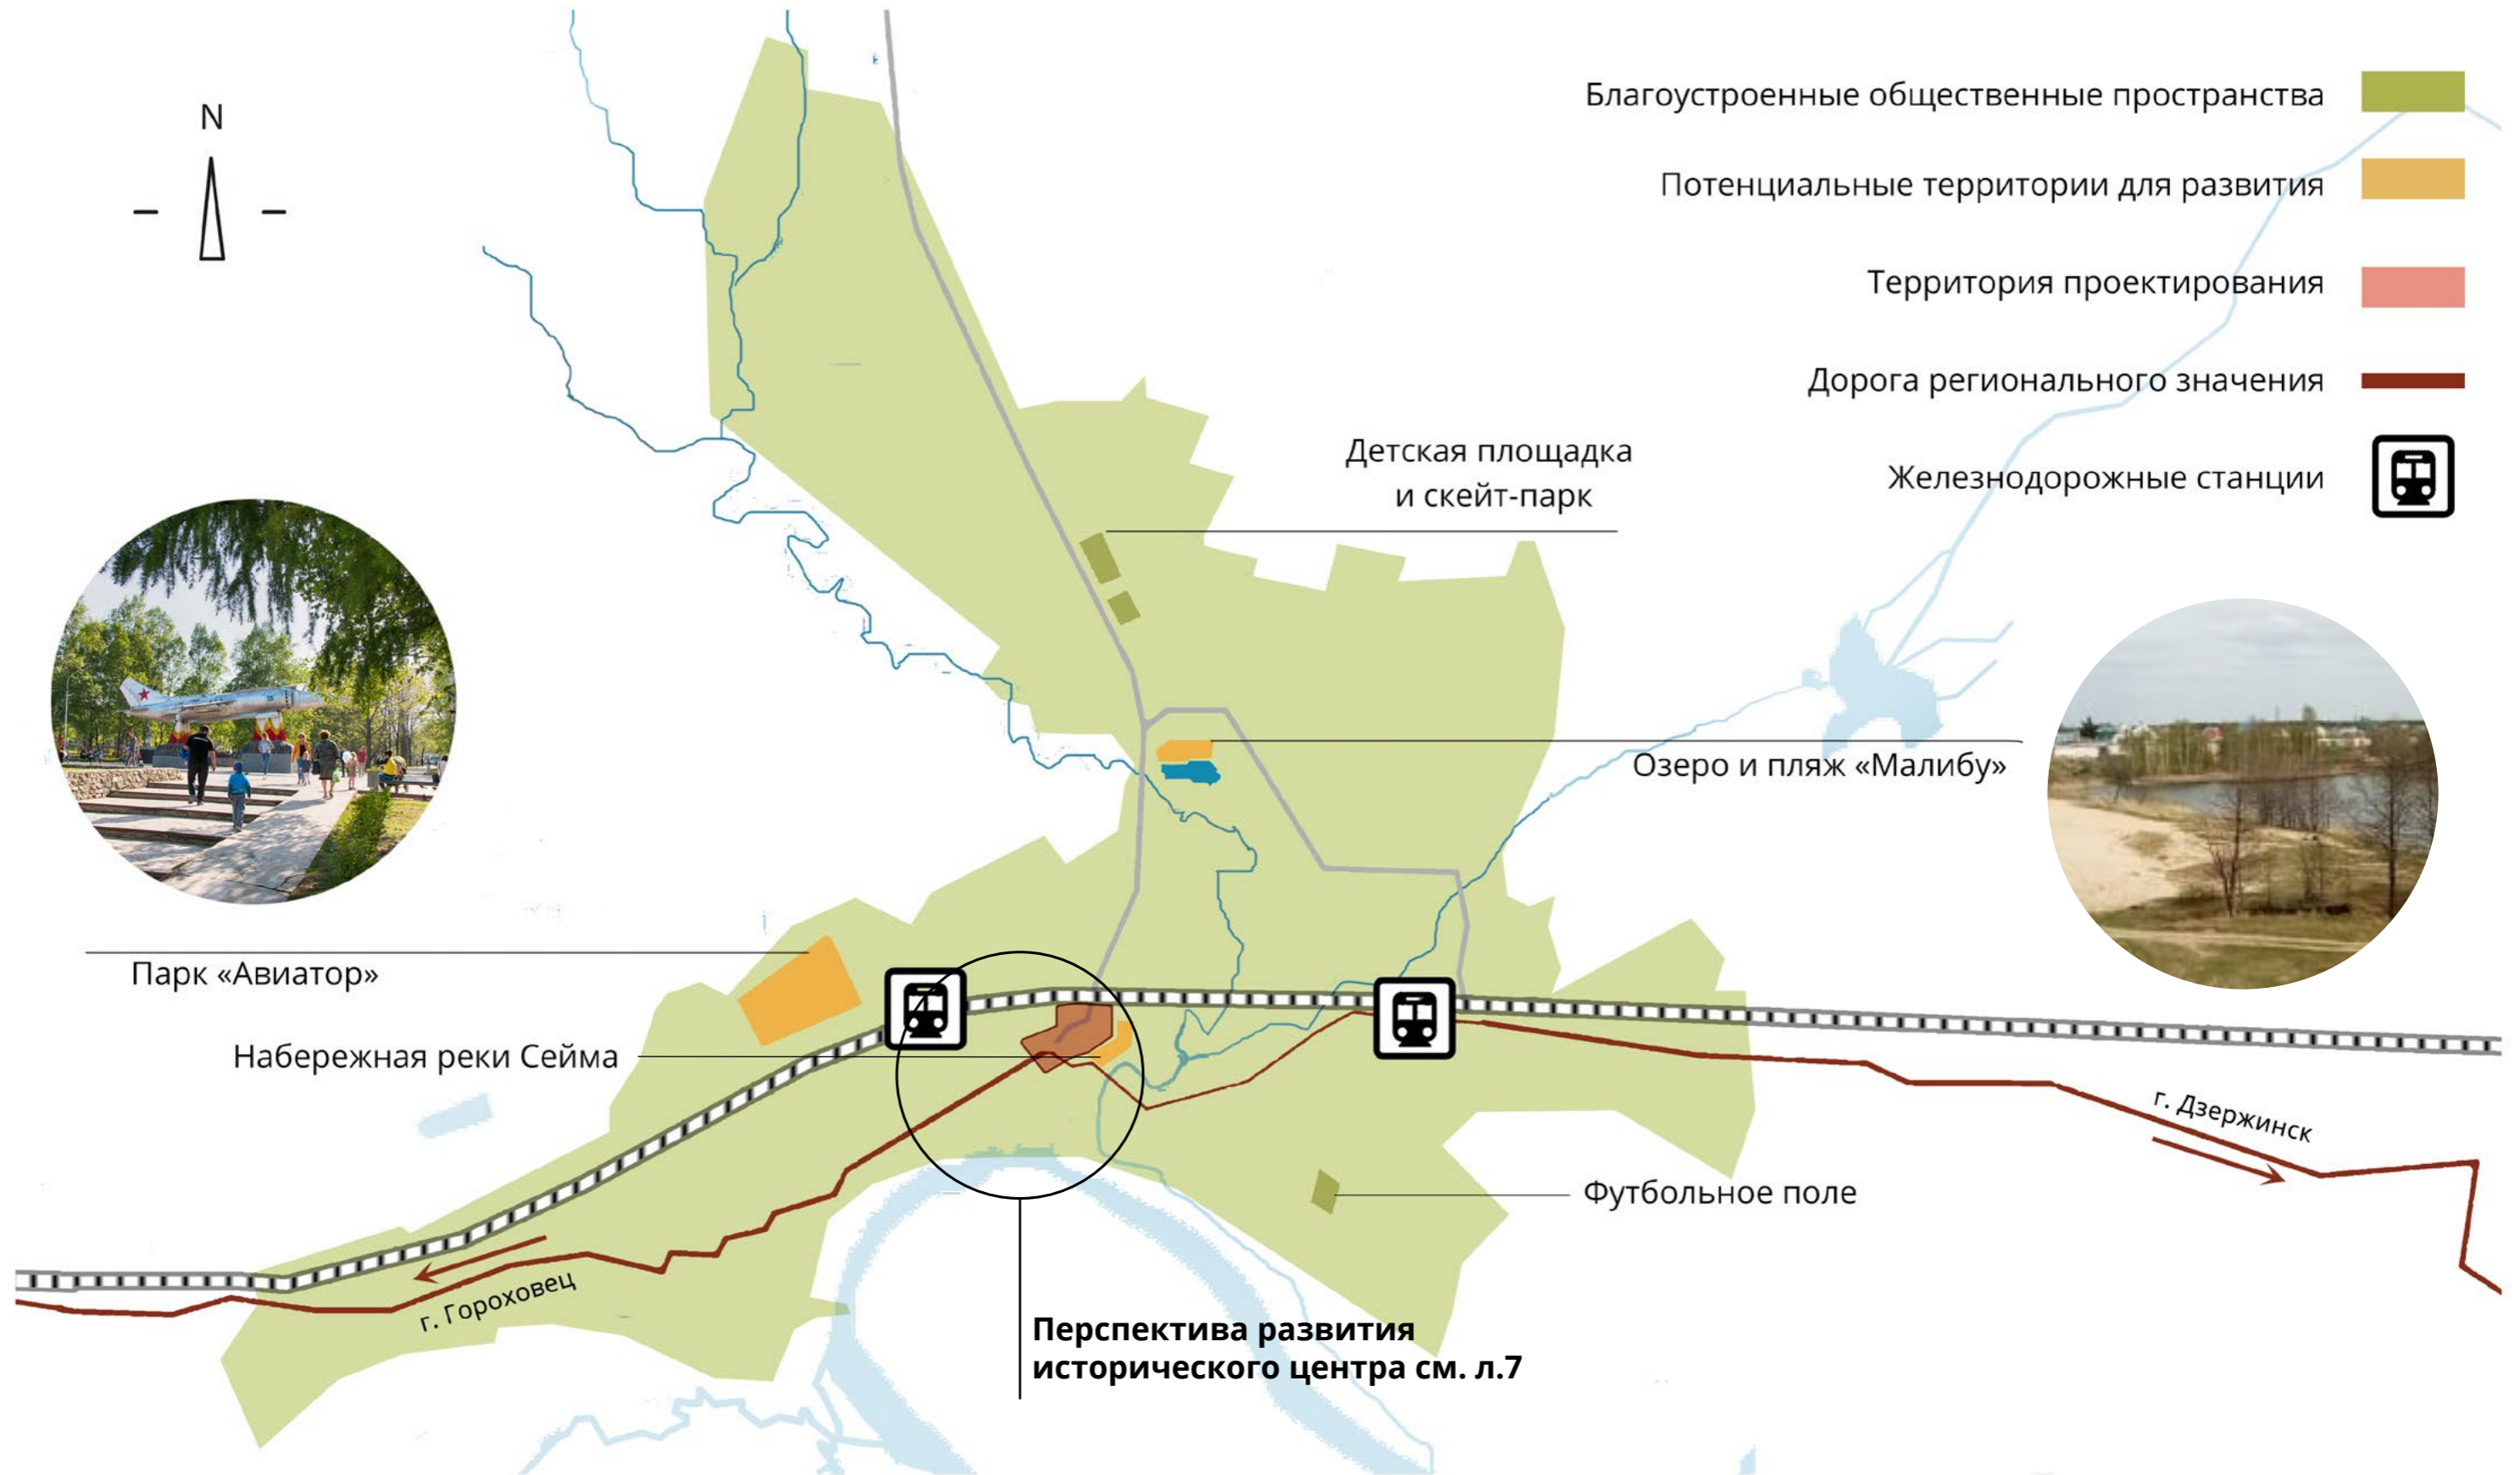 N
Благоустроенные общественные пространства
Потенциальные территории для развития
Территория проектирования
Дорога регионального значения
Железнодорожные станции
Детская площадка
и скейт-парк
Озеро и пляж «Малибу»
Парк «Авиатор»
Набережная реки Сейма
г. Дзержинск
Футбольное поле
г. Гороховец
Перспектива развития
исторического центра см. л.7